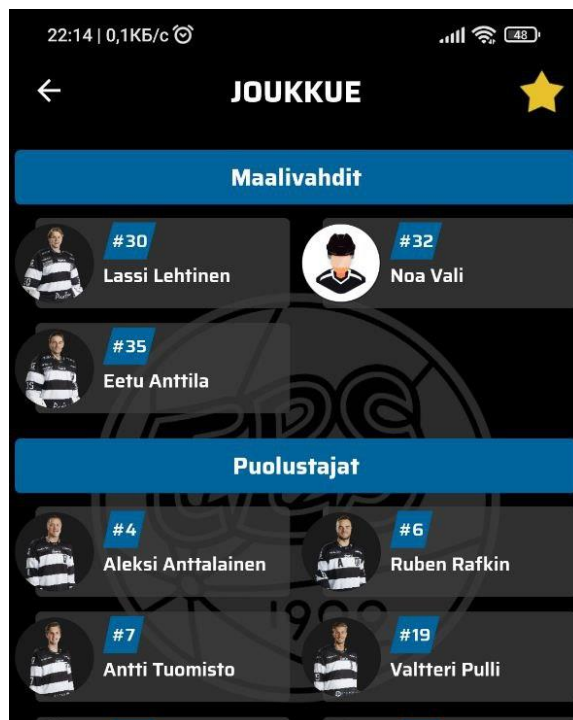 22:14 | 0,1КБ/с
48
JOUKKUE
Maalivahdit
#30
Lassi Lehtinen
#32
Noa Vali
#35
Eetu Anttila
TPS
Puolustajat
#4
Aleksi Anttalainen
#6
Ruben Rafkin
A
#7
Antti Tuomisto
#19
Valtteri Pulli